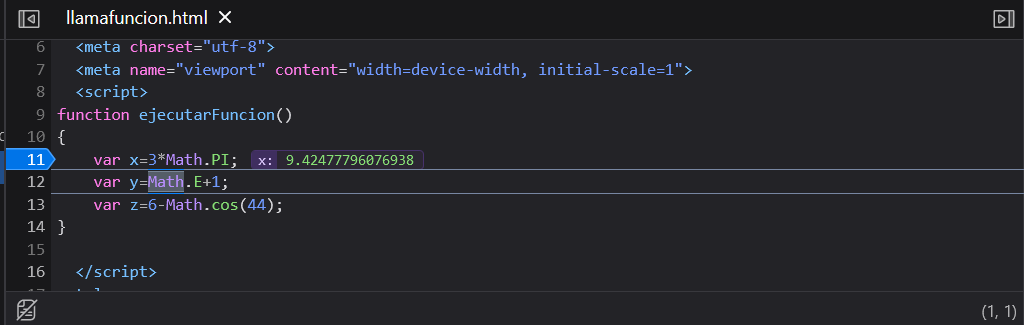 llamafuncion.html
6 <meta charset="utf-8">
7 <meta name="viewport" content="width=device-width, initial-scale=1">
8 <script>
9 function ejecutarFuncion()
10 {
11 var x=3*Math.PI; x: 9.42477796076938
12 var y=Math.E+1;
13 var z=6-Math.cos(44);
14 }
15
16 </script>
(1, 1)